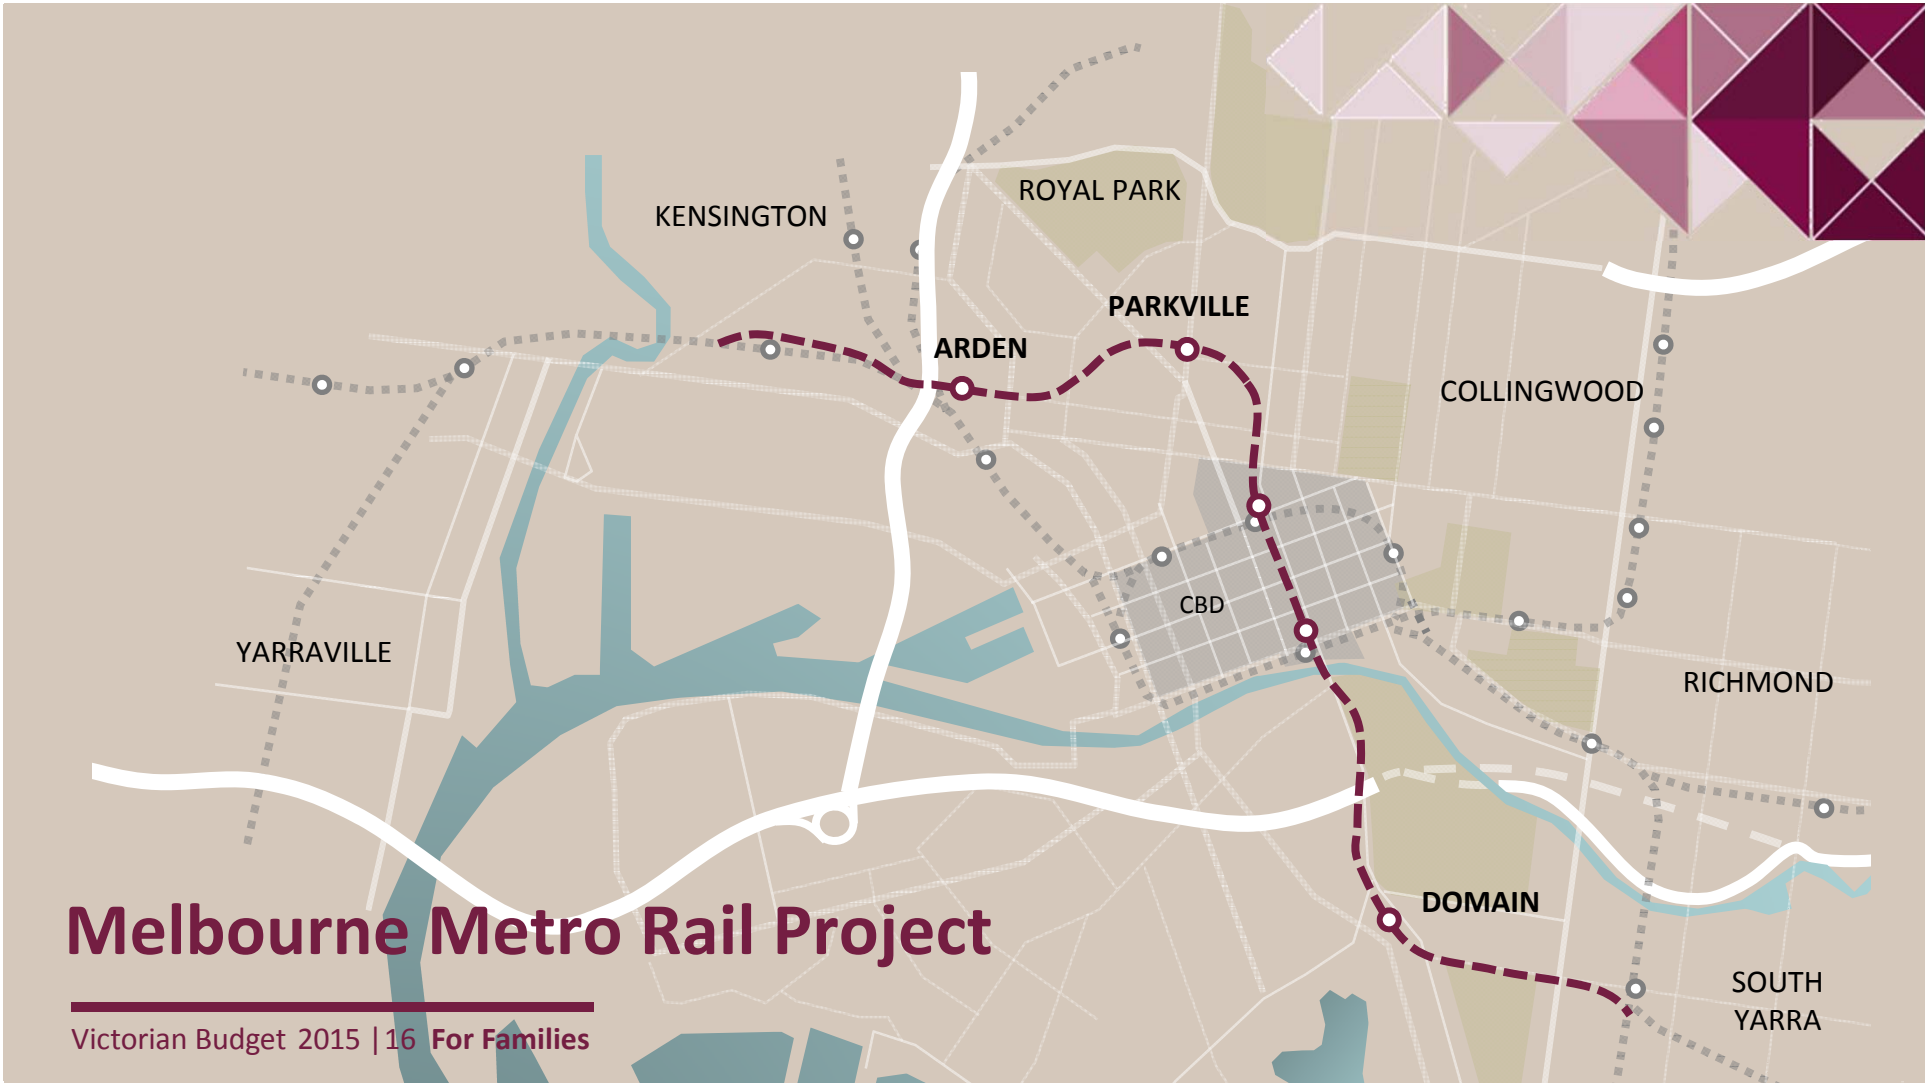 ROYAL PARK
KENSINGTON
PARKVILLE
ARDEN
COLLINGWOOD
CBD
YARRAVILLE
RICHMOND
DOMAIN
Melbourne Metro Rail Project
SOUTH
YARRA
Victorian Budget 2015 |16 For Families